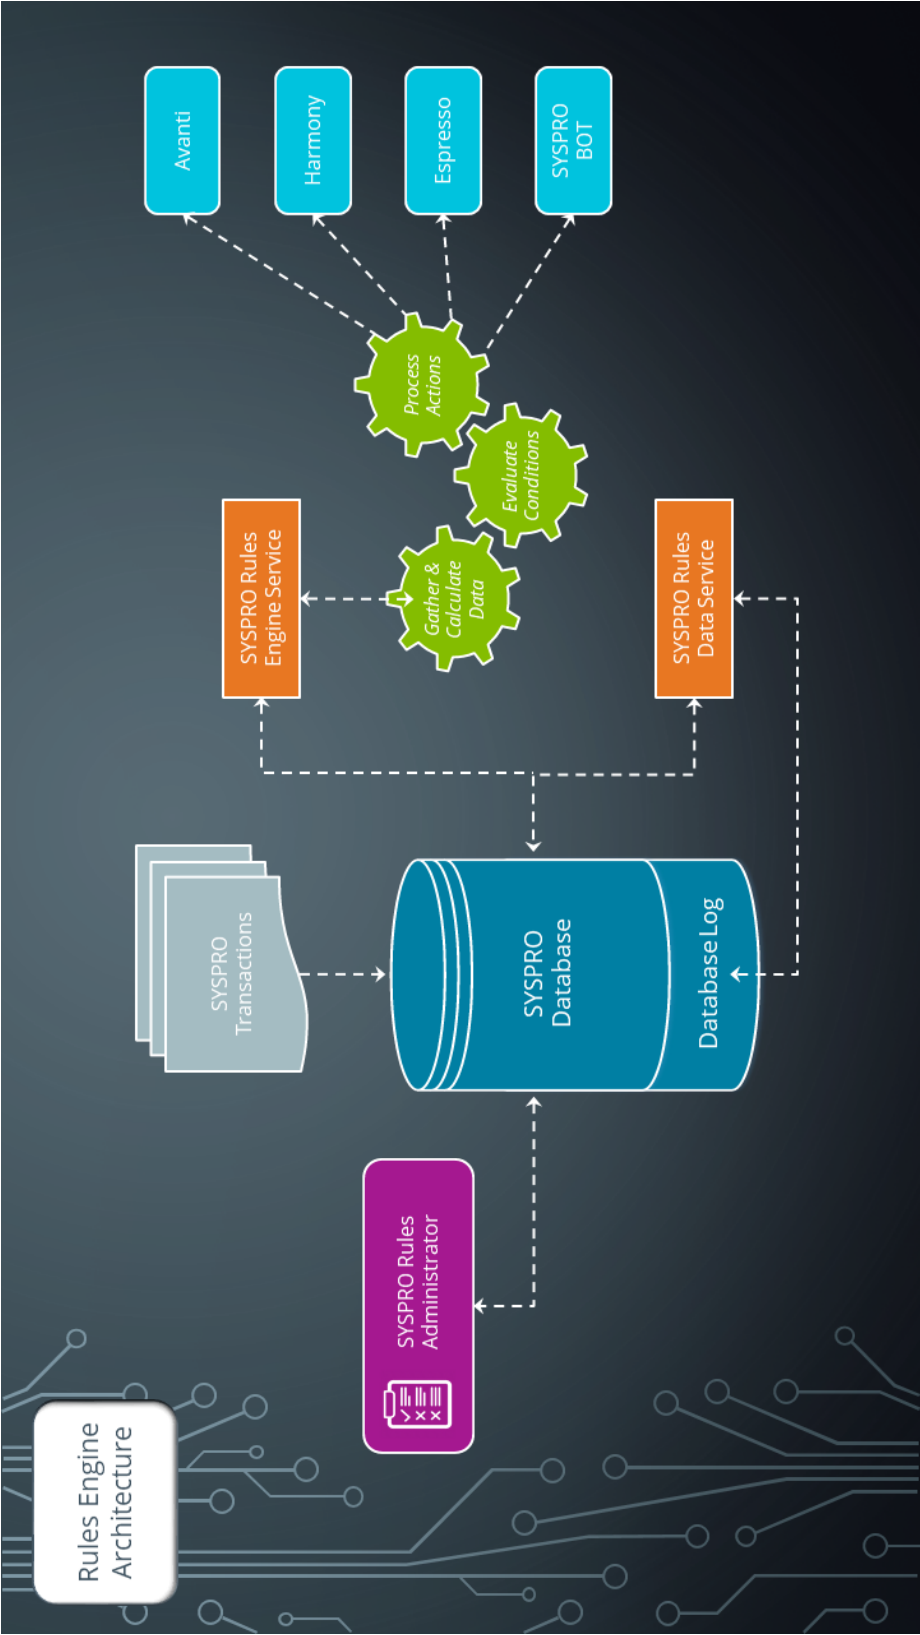 Rules Engine
Architecture
SYSPRO Rules
Administrator
SYSPRO
Transactions
SYSPRO
Database
Database Log
SYSPRO Rules
Engine Service
Gather &
Calculate
Data
Evaluate
Conditions
Process
Actions
SYSPRO Rules
Data Service
Avanti
Harmony
Espresso
SYSPRO
BOT